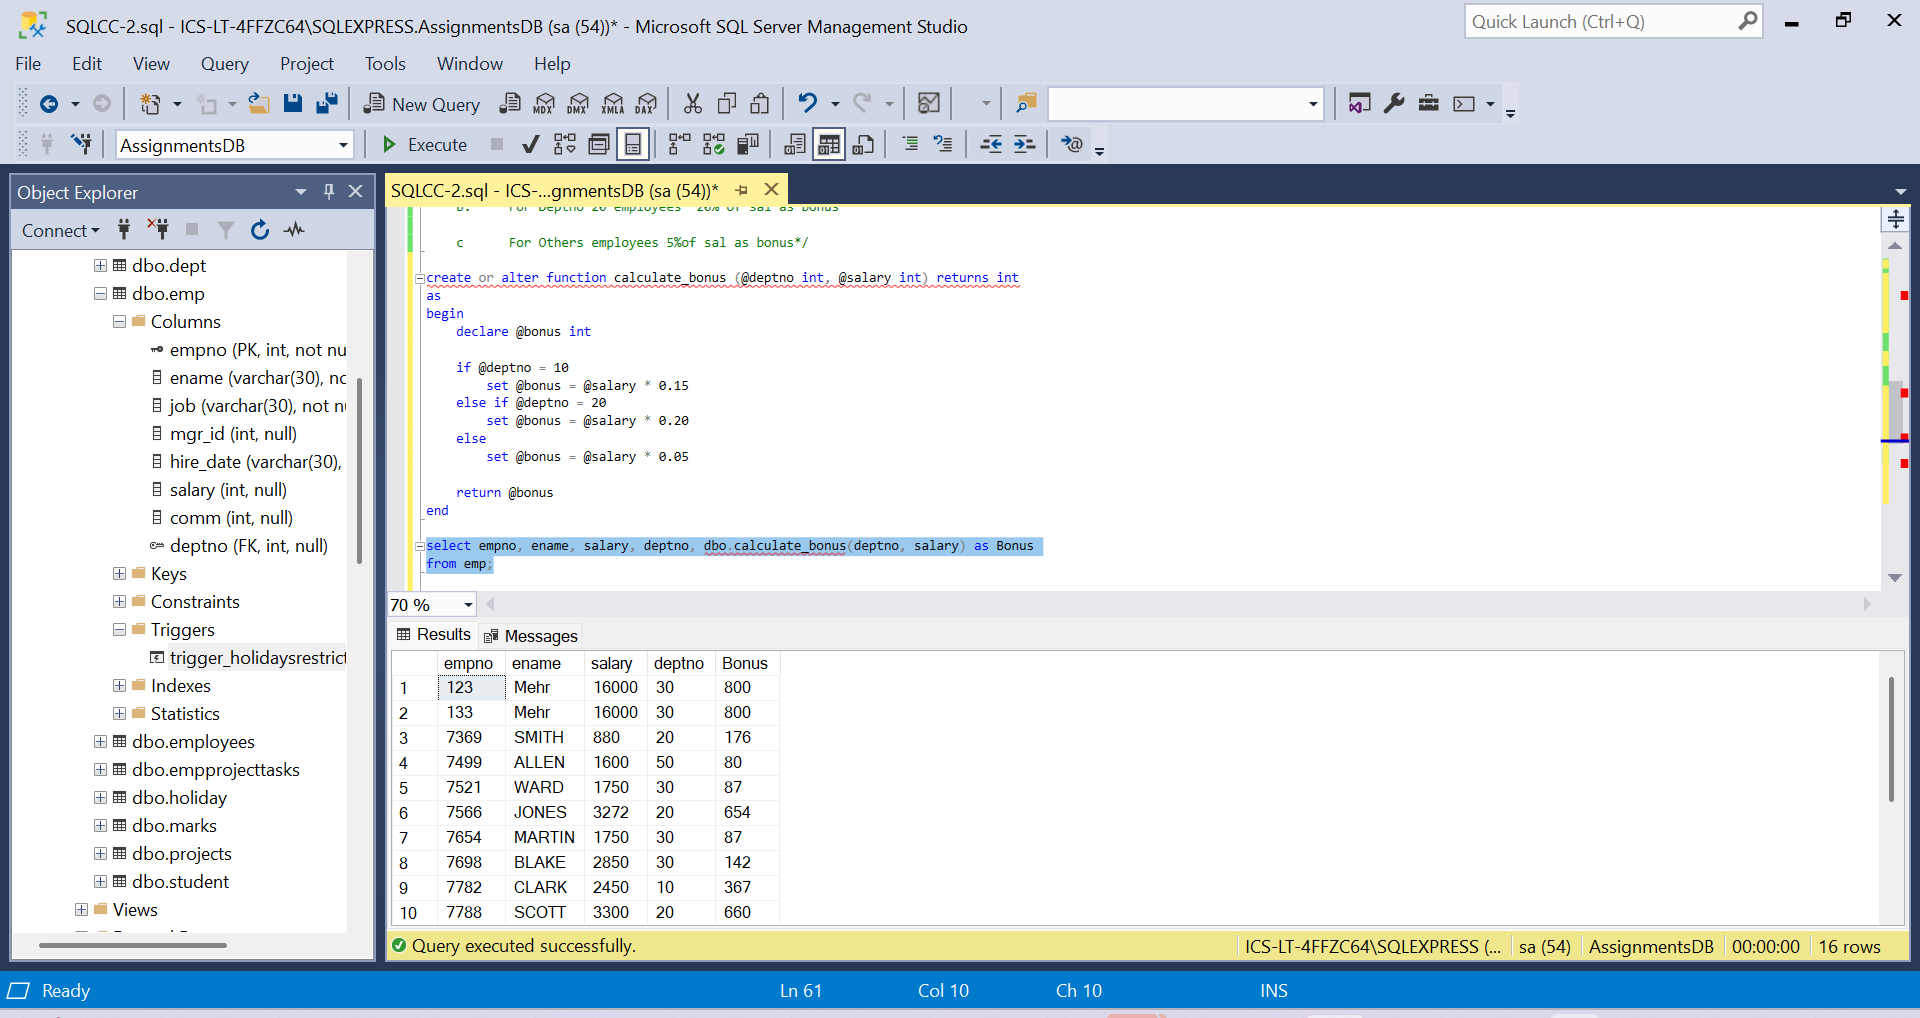 SQLCC-2.sql - ICS-LT-4FFZC64\SQLEXPRESS.AssignmentsDB (sa (54))* - Microsoft SQL Server Management Studio
Quick Launch (Ctrl+Q)
File Edit View Query Project Tools Window Help
New Query MDX DMX XMLA DAX
AssignmentsDB Execute
Object Explorer
Connect
dbo.dept
dbo.emp
Columns
empno (PK, int, not nu
ename (varchar(30), no
job (varchar(30), not n
mgr_id (int, null)
hire_date (varchar(30),
salary (int, null)
comm (int, null)
deptno (FK, int, null)
Keys
Constraints
Triggers
trigger_holidaysrestrict
Indexes
Statistics
dbo.employees
dbo.empprojecttasks
dbo.holiday
dbo.marks
dbo.projects
dbo.student
Views
SQLCC-2.sql - ICS-...gnmentsDB (sa (54))*
b. For Deptno 20 employees 20% of sal as bonus
c For Others employees 5%of sal as bonus*/
create or alter function calculate_bonus (@deptno int, @salary int) returns int
as
begin
declare @bonus int
if @deptno = 10
set @bonus = @salary * 0.15
else if @deptno = 20
set @bonus = @salary * 0.20
else
set @bonus = @salary * 0.05
return @bonus
end
select empno, ename, salary, deptno, dbo.calculate_bonus(deptno, salary) as Bonus
from emp;
70 %
Results Messages
empno ename salary deptno Bonus
1 123 Mehr 16000 30 800
2 133 Mehr 16000 30 800
3 7369 SMITH 880 20 176
4 7499 ALLEN 1600 50 80
5 7521 WARD 1750 30 87
6 7566 JONES 3272 20 654
7 7654 MARTIN 1750 30 87
8 7698 BLAKE 2850 30 142
9 7782 CLARK 2450 10 367
10 7788 SCOTT 3300 20 660
Query executed successfully. ICS-LT-4FFZC64\SQLEXPRESS (... sa (54) AssignmentsDB 00:00:00 16 rows
Ready Ln 61 Col 10 Ch 10 INS